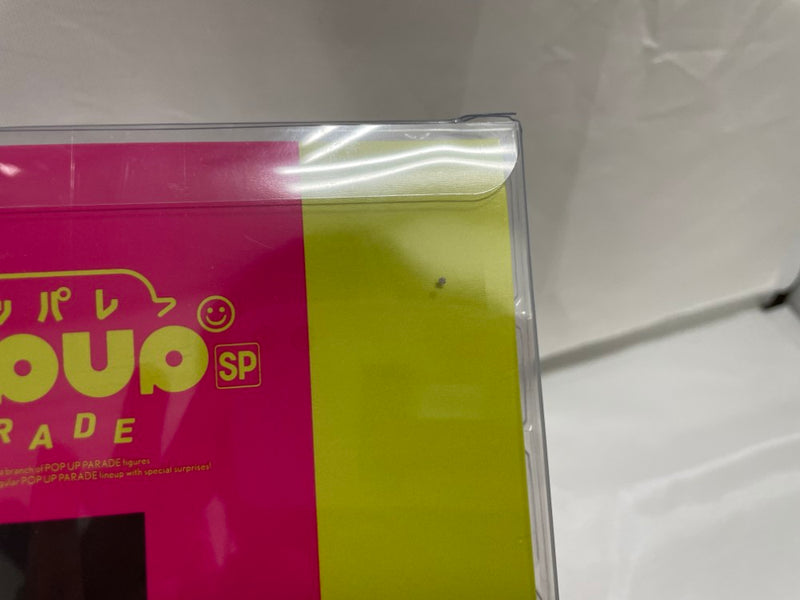 ッパレ
pup SP
RADE
a branch of POP UP PARADE figures
gular POP UP PARADE lineup with special surprises!